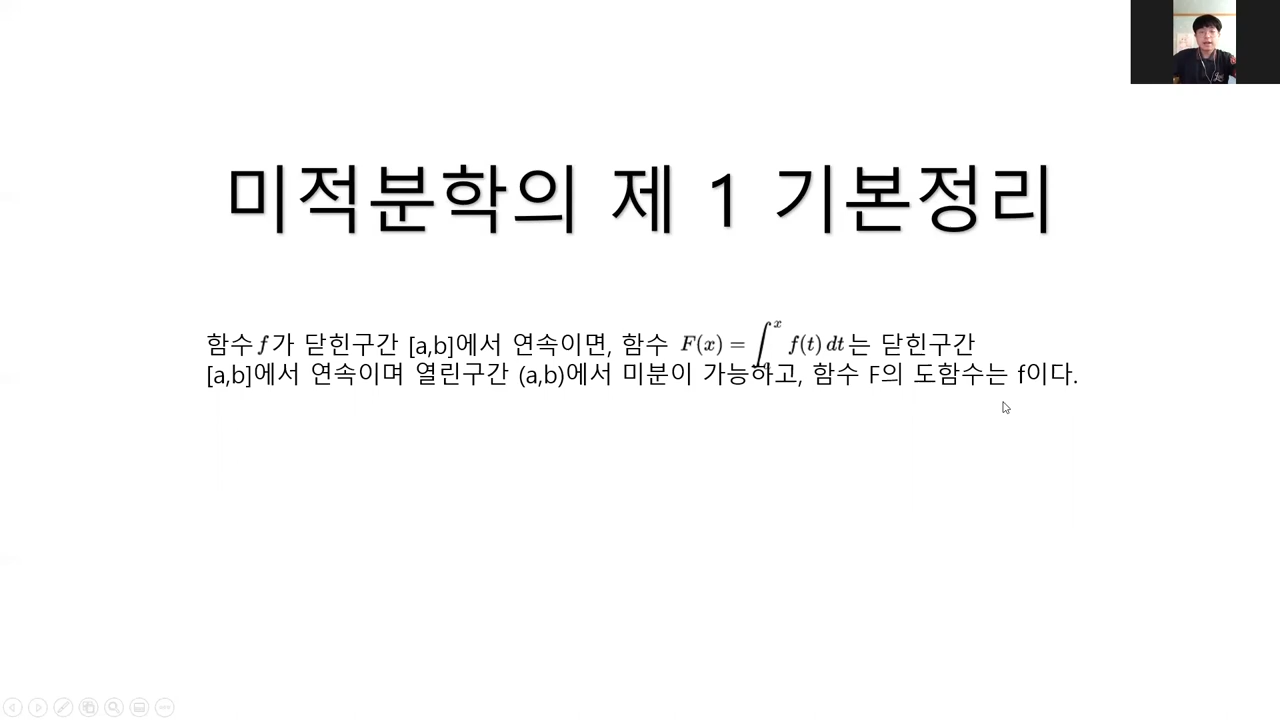 미적분학의 제 1 기본정리
함수 f가 닫힌구간 [a,b]에서 연속이면, 함수 F(x) = ∫ˣ f(t) dt는 닫힌구간
[a,b]에서 연속이며 열린구간 (a,b)에서 미분이 가능하고, 함수 F의 도함수는 f이다.